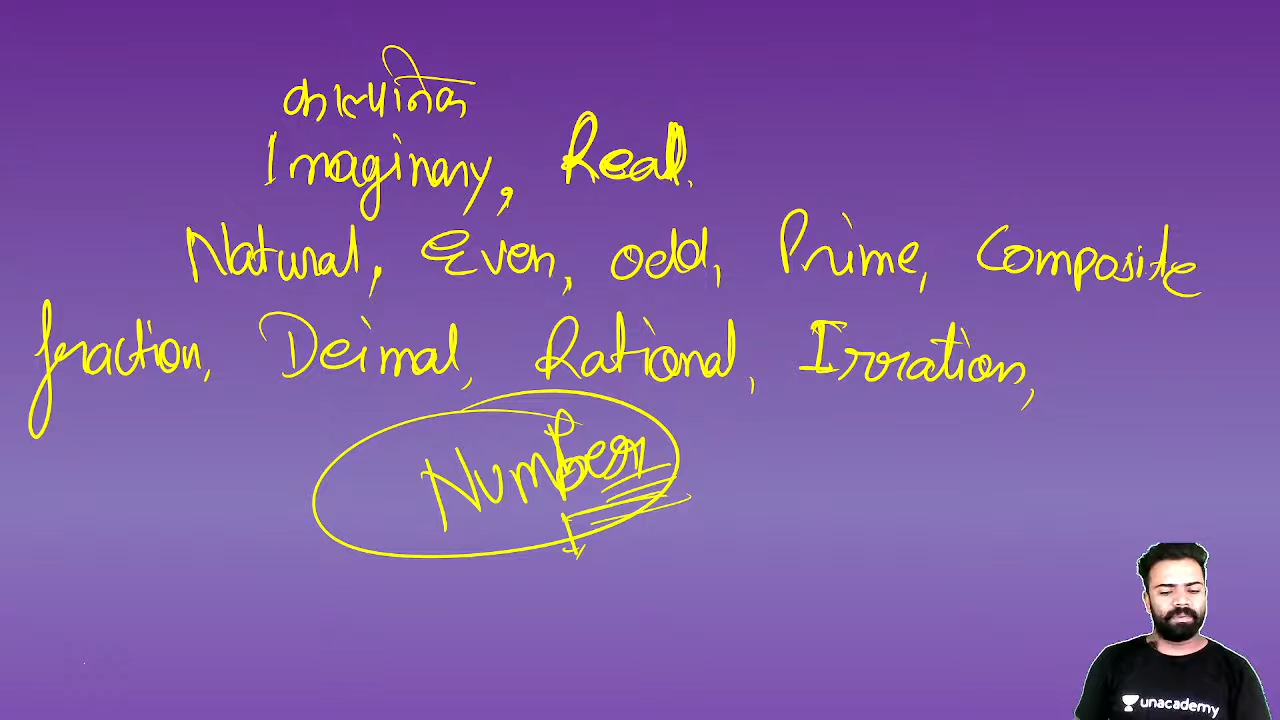 काल्पनिक
Imaginary, Real.
Natural, Even, odd, Prime, Composite
fraction, Deimal, Rational, Irration,
Number
unacademy